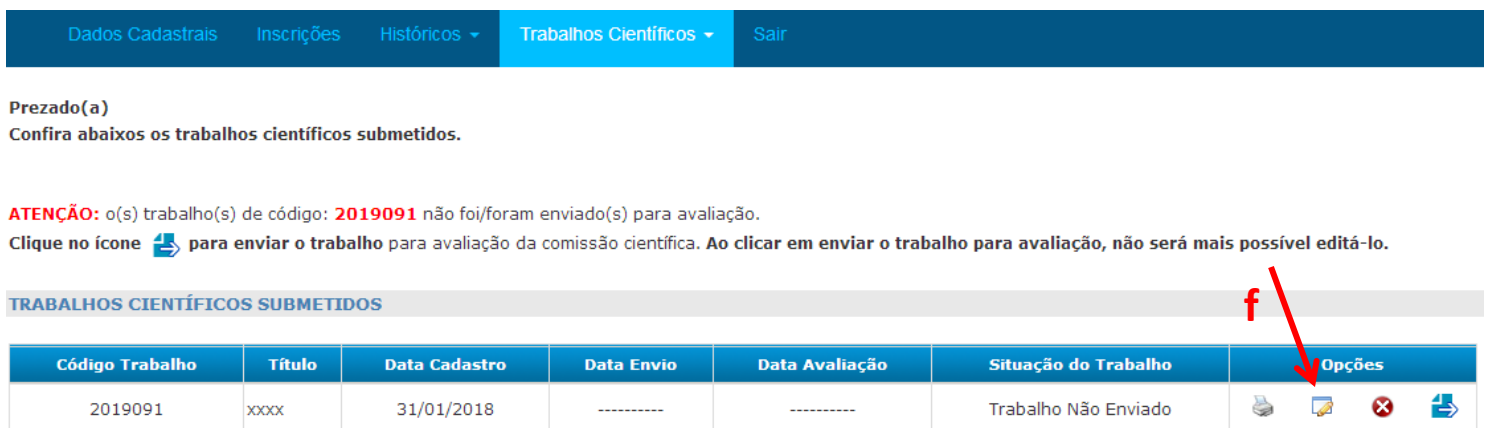 Dados Cadastrais Inscrições Históricos Trabalhos Científicos Sair
Prezado(a)
Confira abaixos os trabalhos científicos submetidos.
ATENÇÃO: o(s) trabalho(s) de código: 2019091 não foi/foram enviado(s) para avaliação.
Clique no ícone para enviar o trabalho para avaliação da comissão científica. Ao clicar em enviar o trabalho para avaliação, não será mais possível editá-lo.
TRABALHOS CIENTÍFICOS SUBMETIDOS
f
Código Trabalho Título Data Cadastro Data Envio Data Avaliação Situação do Trabalho Opções
2019091 xxxx 31/01/2018 ---------- ---------- Trabalho Não Enviado